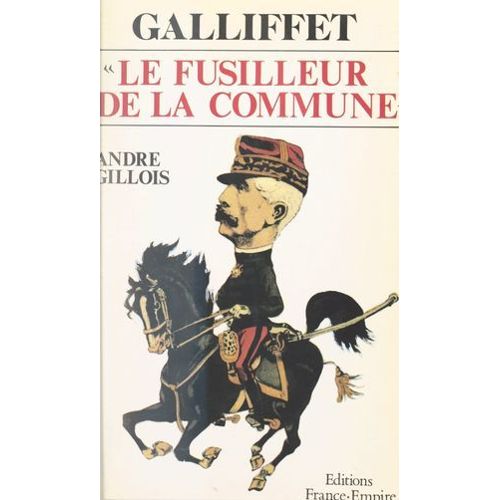 GALLIFFET
“LE FUSILLEUR
DE LA COMMUNE
ANDRE
GILLOIS
Editions
France-Empire